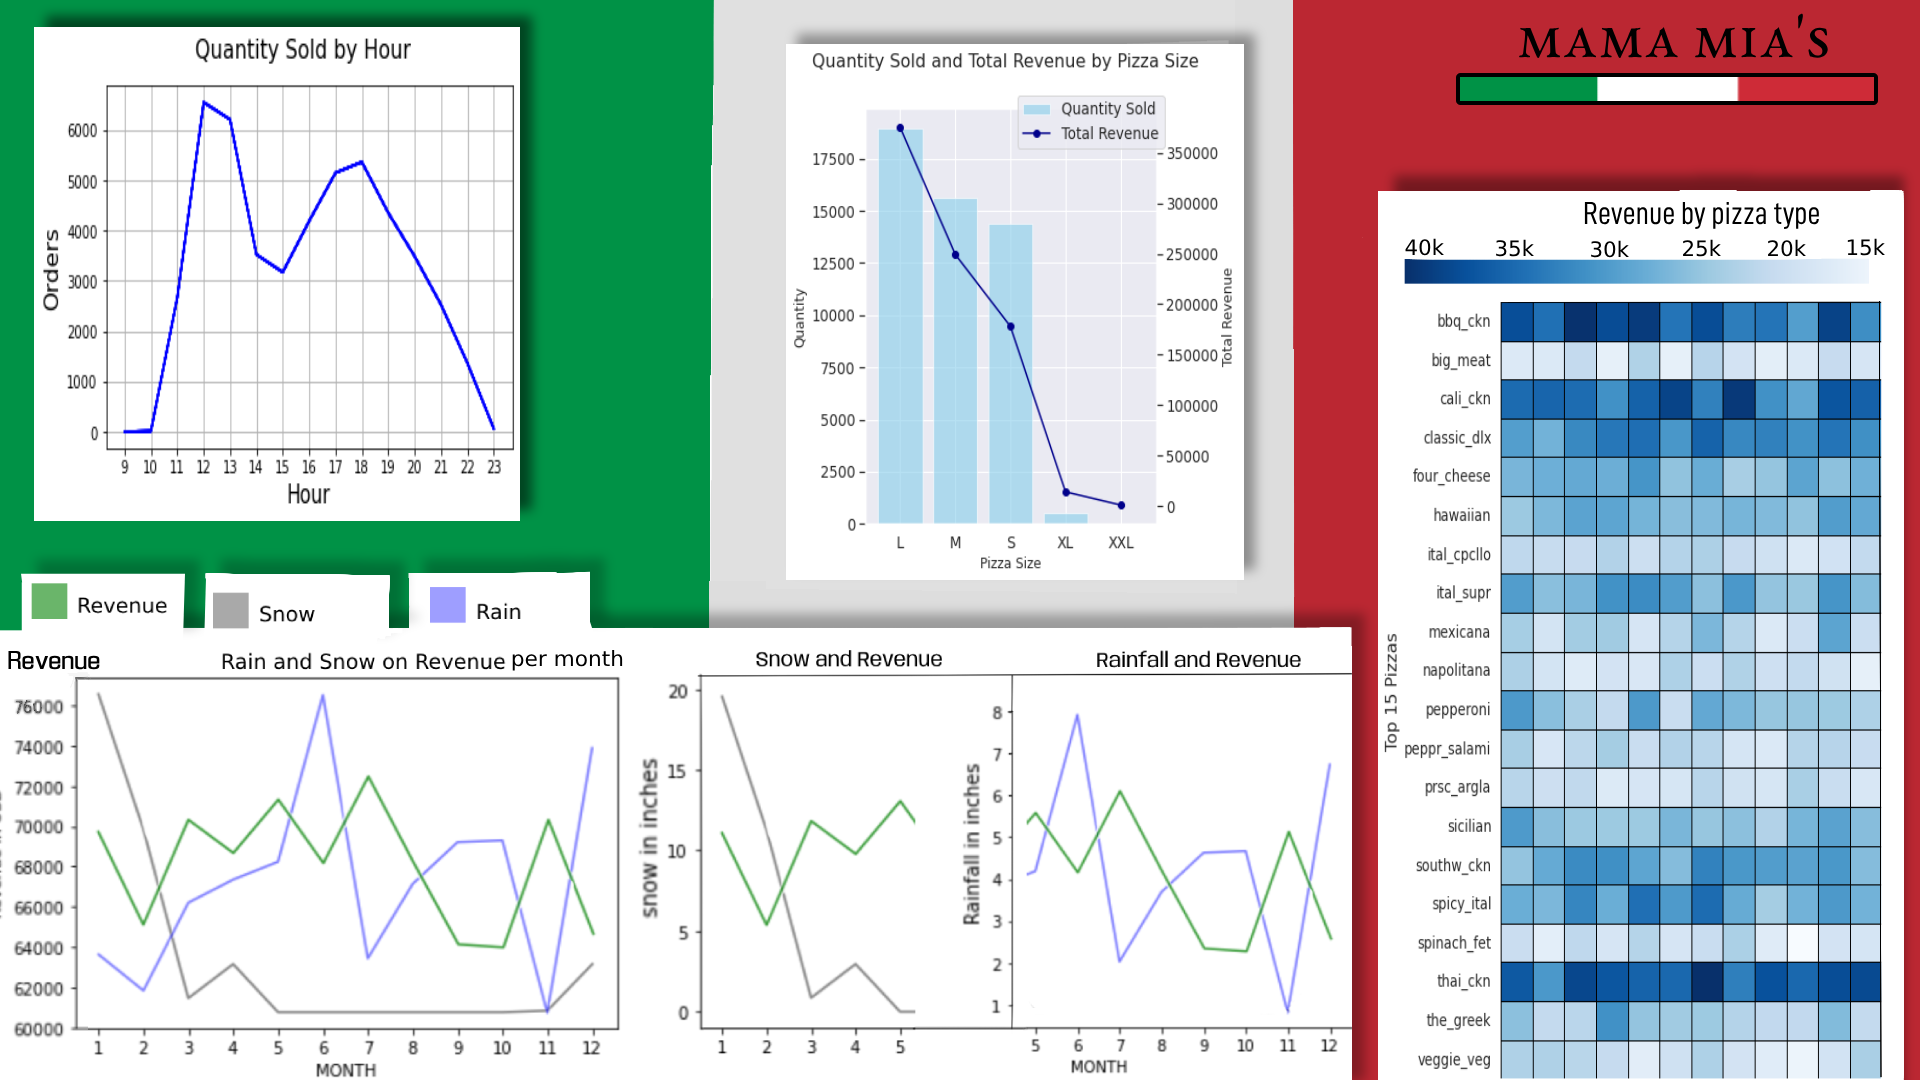 MAMA MIA'S
Quantity Sold by Hour
Orders
6000
5000
4000
3000
2000
1000
0
9 10 11 12 13 14 15 16 17 18 19 20 21 22 23
Hour
Quantity Sold and Total Revenue by Pizza Size
Quantity Sold
Total Revenue
Quantity
17500
15000
12500
10000
7500
5000
2500
0
350000
300000
250000
200000
150000
100000
50000
0
Total Revenue
L M S XL XXL
Pizza Size
Revenue by pizza type
40k 35k 30k 25k 20k 15k
Top 15 Pizzas
bbq_ckn
big_meat
cali_ckn
classic_dlx
four_cheese
hawaiian
ital_cpcllo
ital_supr
mexicana
napolitana
pepperoni
peppr_salami
prsc_argla
sicilian
southw_ckn
spicy_ital
spinach_fet
thai_ckn
the_greek
veggie_veg
Revenue
Snow
Rain
Revenue
Rain and Snow on Revenue per month
76000
74000
72000
70000
68000
66000
64000
62000
60000
1 2 3 4 5 6 7 8 9 10 11 12
MONTH
Snow and Revenue
snow in inches
20
15
10
5
0
1 2 3 4 5
Rainfall and Revenue
Rainfall in inches
8
7
6
5
4
3
2
1
5 6 7 8 9 10 11 12
MONTH